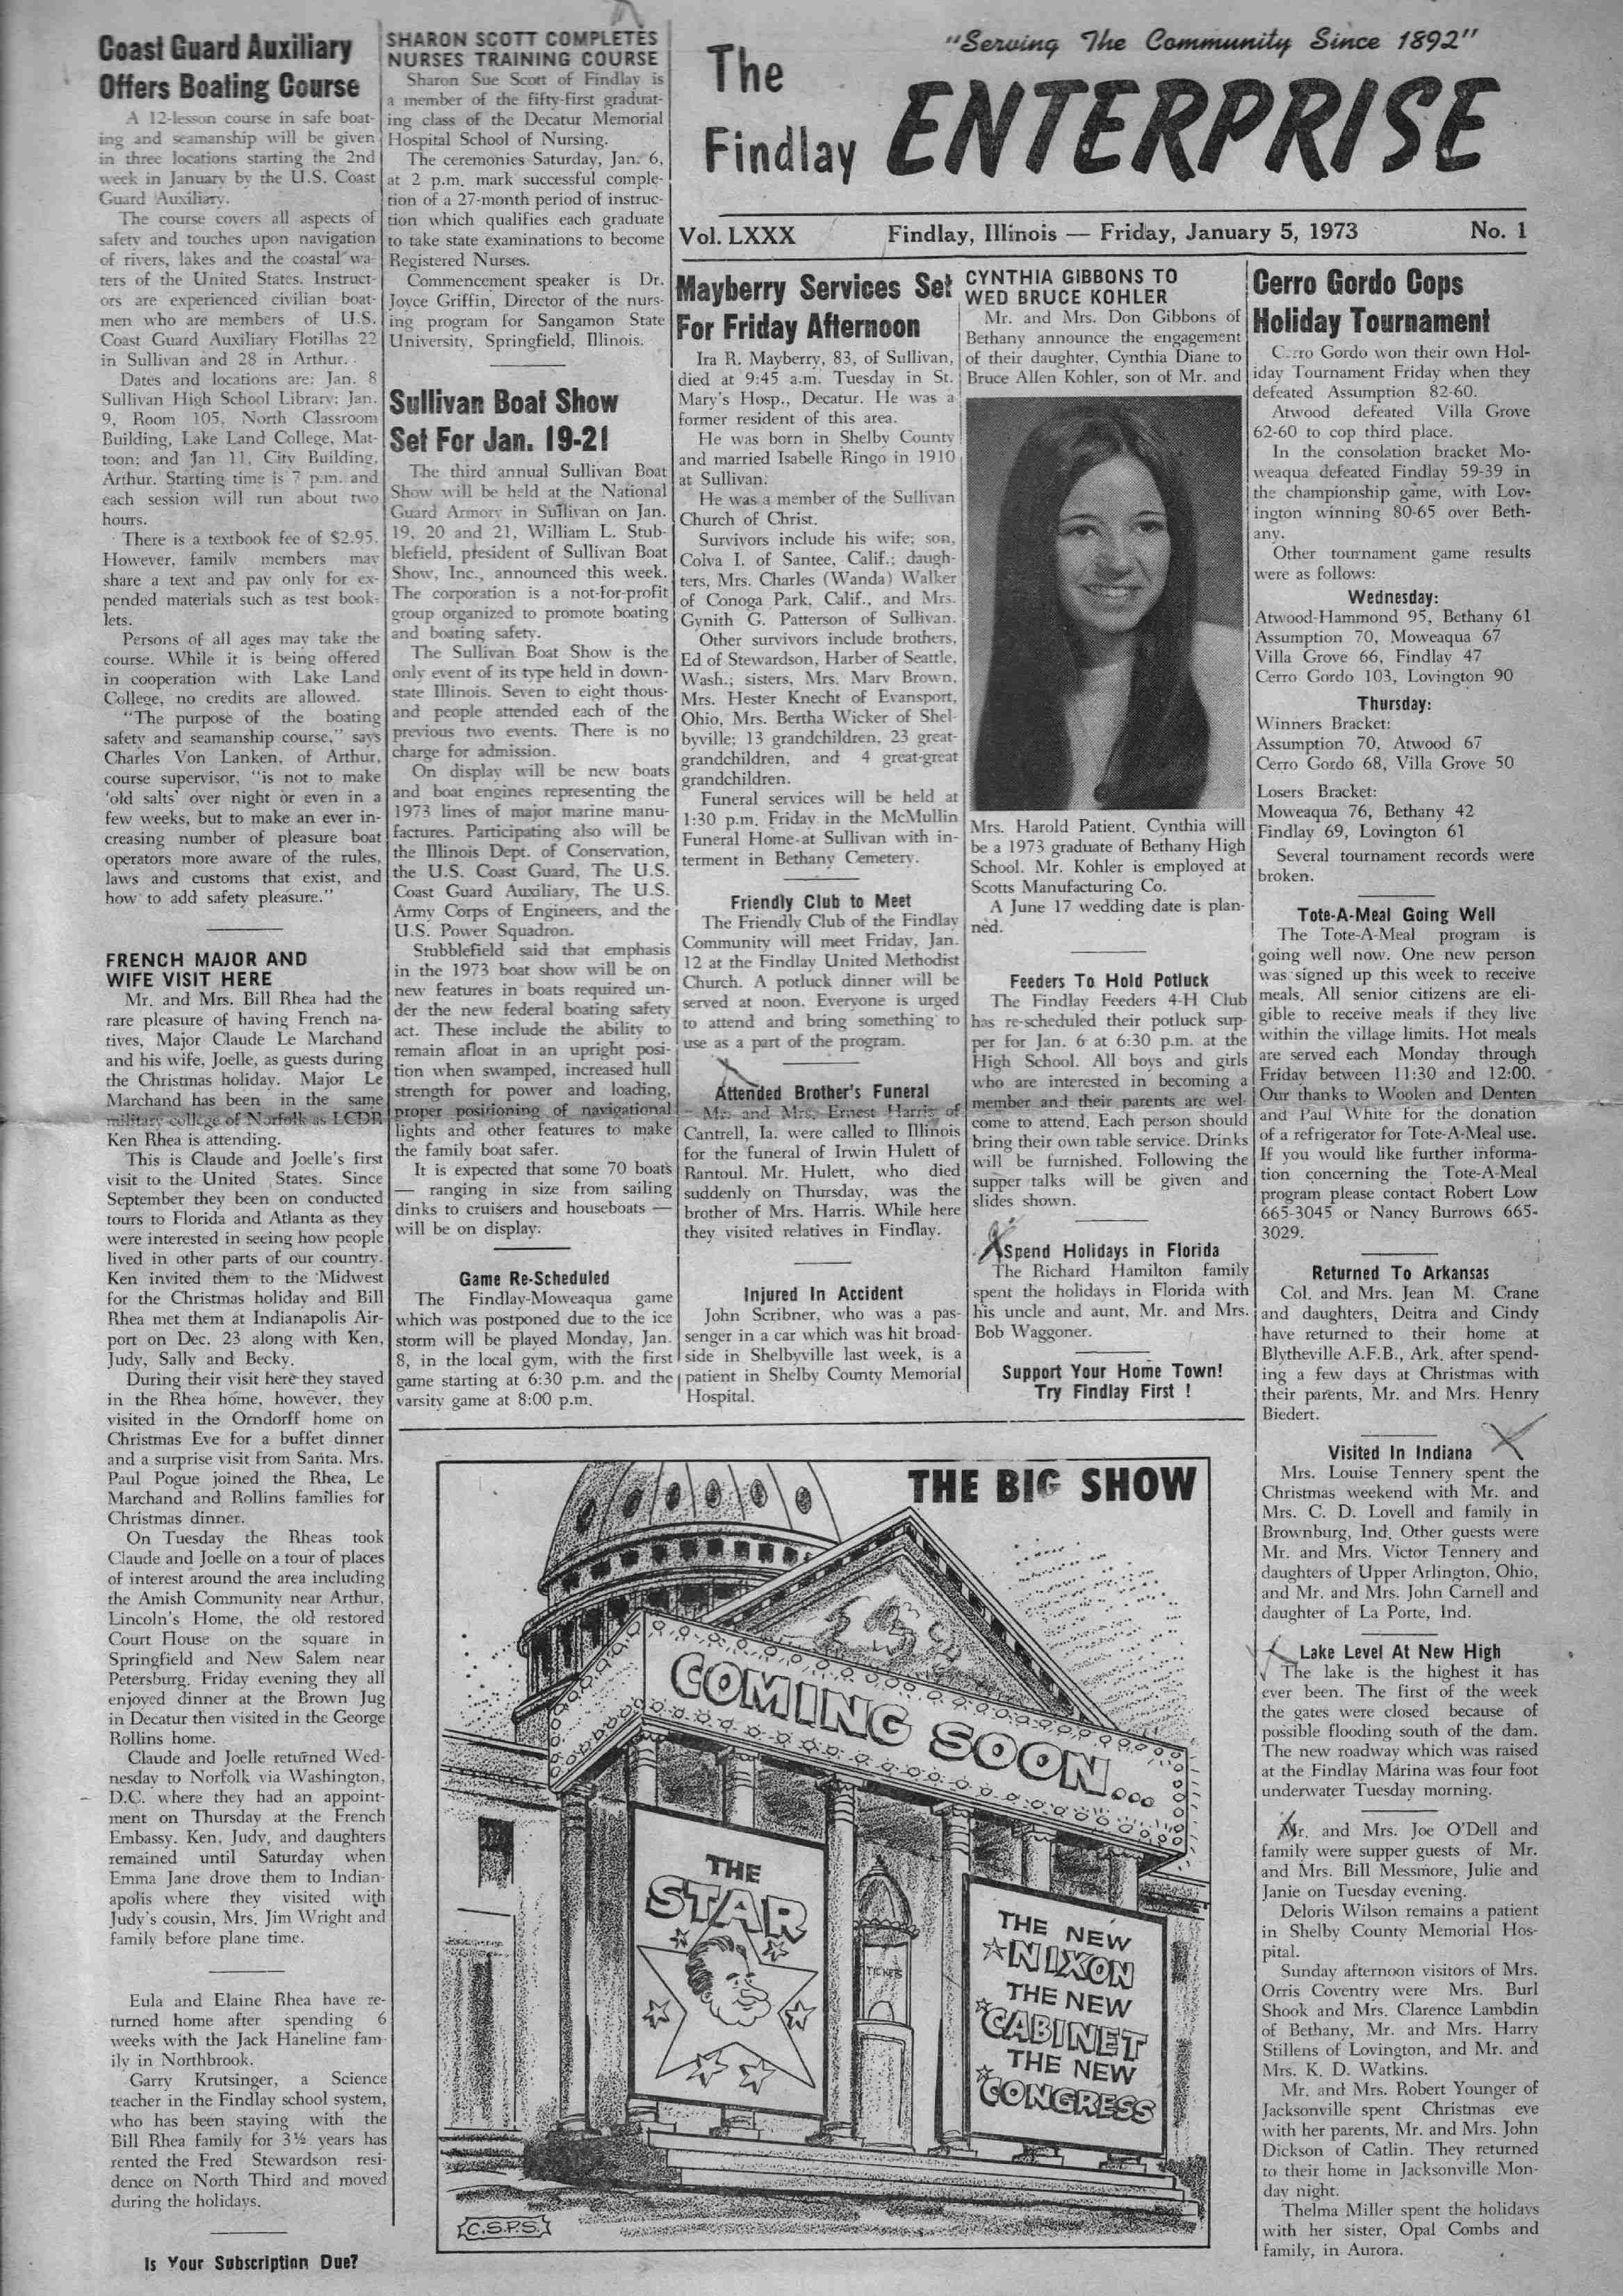 Coast Guard Auxiliary
Offers Boating Course
A 12-lesson course in safe boat-
ing and seamanship will be given
in three locations starting the 2nd
week in January by the U.S. Coast
Guard Auxiliary.
The course covers all aspects of
safety and touches upon navigation
of rivers, lakes and the coastal wa-
ters of the United States. Instruct-
ors are experienced civilian boat-
men who are members of U.S.
Coast Guard Auxiliary Flotillas 22
in Sullivan and 28 in Arthur.
Dates and locations are: Jan. 8
Sullivan High School Library; Jan.
9, Room 105, North Classroom
Building, Lake Land College, Mat-
toon; and Jan 11, City Building,
Arthur. Starting time is 7 p.m. and
each session will run about two
hours.
There is a textbook fee of $2.95.
However, family members may
share a text and pay only for ex-
pended materials such as test book-
lets.
Persons of all ages may take the
course. While it is being offered
in cooperation with Lake Land
College, no credits are allowed.
"The purpose of the boating
safety and seamanship course," says
Charles Von Lanken, of Arthur,
course supervisor, "is not to make
'old salts' over night or even in a
few weeks, but to make an ever in-
creasing number of pleasure boat
operators more aware of the rules,
laws and customs that exist, and
how to add safety pleasure."
FRENCH MAJOR AND
WIFE VISIT HERE
Mr. and Mrs. Bill Rhea had the
rare pleasure of having French na-
tives, Major Claude Le Marchand
and his wife, Joelle, as guests during
the Christmas holiday. Major Le
Marchand has been in the same
military college of Norfolk as LCDR
Ken Rhea is attending.
This is Claude and Joelle's first
visit to the United States. Since
September they been on conducted
tours to Florida and Atlanta as they
were interested in seeing how people
lived in other parts of our country.
Ken invited them to the Midwest
for the Christmas holiday and Bill
Rhea met them at Indianapolis Air-
port on Dec. 23 along with Ken,
Judy, Sally and Becky.
During their visit here they stayed
in the Rhea home, however, they
visited in the Orndorff home on
Christmas Eve for a buffet dinner
and a surprise visit from Santa. Mrs.
Paul Pogue joined the Rhea, Le
Marchand and Rollins families for
Christmas dinner.
On Tuesday the Rheas took
Claude and Joelle on a tour of places
of interest around the area including
the Amish Community near Arthur,
Lincoln's Home, the old restored
Court House on the square in
Springfield and New Salem near
Petersburg. Friday evening they all
enjoyed dinner at the Brown Jug
in Decatur then visited in the George
Rollins home.
Claude and Joelle returned Wed-
nesday to Norfolk via Washington,
D.C. where they had an appoint-
ment on Thursday at the French
Embassy. Ken, Judy, and daughters
remained until Saturday when
Emma Jane drove them to Indian-
apolis where they visited with
Judy's cousin, Mrs. Jim Wright and
family before plane time.
Eula and Elaine Rhea have re-
turned home after spending 6
weeks with the Jack Haneline fam-
ily in Northbrook.
Garry Krutsinger, a Science
teacher in the Findlay school system,
who has been staying with the
Bill Rhea family for 3½ years has
rented the Fred Stewardson resi-
dence on North Third and moved
during the holidays.
Is Your Subscription Due?
SHARON SCOTT COMPLETES
NURSES TRAINING COURSE
Sharon Sue Scott of Findlay is
a member of the fifty-first graduat-
ing class of the Decatur Memorial
Hospital School of Nursing.
The ceremonies Saturday, Jan. 6,
at 2 p.m. mark successful comple-
tion of a 27-month period of instruc-
tion which qualifies each graduate
to take state examinations to become
Registered Nurses.
Commencement speaker is Dr.
Joyce Griffin, Director of the nurs-
ing program for Sangamon State
University, Springfield, Illinois.
Sullivan Boat Show
Set For Jan. 19-21
The third annual Sullivan Boat
Show will be held at the National
Guard Armory in Sullivan on Jan.
19, 20 and 21, William L. Stub-
blefield, president of Sullivan Boat
Show, Inc., announced this week.
The corporation is a not-for-profit
group organized to promote boating
and boating safety.
The Sullivan Boat Show is the
only event of its type held in down-
state Illinois. Seven to eight thous-
and people attended each of the
previous two events. There is no
charge for admission.
On display will be new boats
and boat engines representing the
1973 lines of major marine manu-
factures. Participating also will be
the Illinois Dept. of Conservation,
the U.S. Coast Guard, The U.S.
Coast Guard Auxiliary, The U.S.
Army Corps of Engineers, and the
U.S. Power Squadron.
Stubblefield said that emphasis
in the 1973 boat show will be on
new features in boats required un-
der the new federal boating safety
act. These include the ability to
remain afloat in an upright posi-
tion when swamped, increased hull
strength for power and loading,
proper positioning of navigational
lights and other features to make
the family boat safer.
It is expected that some 70 boats
— ranging in size from sailing
dinks to cruisers and houseboats —
will be on display.
Game Re-Scheduled
The Findlay-Moweaqua game
which was postponed due to the ice
storm will be played Monday, Jan.
8, in the local gym, with the first
game starting at 6:30 p.m. and the
varsity game at 8:00 p.m.
"Serving The Community Since 1892"
The
Findlay
ENTERPRISE
Vol. LXXX Findlay, Illinois — Friday, January 5, 1973 No. 1
Mayberry Services Set
For Friday Afternoon
Ira R. Mayberry, 83, of Sullivan,
died at 9:45 a.m. Tuesday in St.
Mary's Hosp., Decatur. He was a
former resident of this area.
He was born in Shelby County
and married Isabelle Ringo in 1910
at Sullivan.
He was a member of the Sullivan
Church of Christ.
Survivors include his wife; son,
Colva I. of Santee, Calif.; daugh-
ters, Mrs. Charles (Wanda) Walker
of Conoga Park, Calif., and Mrs.
Gynith G. Patterson of Sullivan.
Other survivors include brothers,
Ed of Stewardson, Harber of Seattle,
Wash.; sisters, Mrs. Mary Brown,
Mrs. Hester Knecht of Evansport,
Ohio, Mrs. Bertha Wicker of Shel-
byville; 13 grandchildren, 23 great-
grandchildren, and 4 great-great
grandchildren.
Funeral services will be held at
1:30 p.m. Friday in the McMullin
Funeral Home at Sullivan with in-
terment in Bethany Cemetery.
Friendly Club to Meet
The Friendly Club of the Findlay
Community will meet Friday, Jan.
12 at the Findlay United Methodist
Church. A potluck dinner will be
served at noon. Everyone is urged
to attend and bring something to
use as a part of the program.
Attended Brother's Funeral
Mr. and Mrs. Ernest Harris of
Cantrell, Ia. were called to Illinois
for the funeral of Irwin Hulett of
Rantoul. Mr. Hulett, who died
suddenly on Thursday, was the
brother of Mrs. Harris. While here
they visited relatives in Findlay.
Injured In Accident
John Scribner, who was a pas-
senger in a car which was hit broad-
side in Shelbyville last week, is a
patient in Shelby County Memorial
Hospital.
CYNTHIA GIBBONS TO
WED BRUCE KOHLER
Mr. and Mrs. Don Gibbons of
Bethany announce the engagement
of their daughter, Cynthia Diane to
Bruce Allen Kohler, son of Mr. and
Mrs. Harold Patient. Cynthia will
be a 1973 graduate of Bethany High
School. Mr. Kohler is employed at
Scotts Manufacturing Co.
A June 17 wedding date is plan-
ned.
Feeders To Hold Potluck
The Findlay Feeders 4-H Club
has re-scheduled their potluck sup-
per for Jan. 6 at 6:30 p.m. at the
High School. All boys and girls
who are interested in becoming a
member and their parents are wel-
come to attend. Each person should
bring their own table service. Drinks
will be furnished. Following the
supper talks will be given and
slides shown.
Spend Holidays in Florida
The Richard Hamilton family
spent the holidays in Florida with
his uncle and aunt, Mr. and Mrs.
Bob Waggoner.
Support Your Home Town!
Try Findlay First !
Cerro Gordo Cops
Holiday Tournament
Cerro Gordo won their own Hol-
iday Tournament Friday when they
defeated Assumption 82-60.
Atwood defeated Villa Grove
62-60 to cop third place.
In the consolation bracket Mo-
weaqua defeated Findlay 59-39 in
the championship game, with Lov-
ington winning 80-65 over Beth-
any.
Other tournament game results
were as follows:
Wednesday:
Atwood-Hammond 95, Bethany 61
Assumption 70, Moweaqua 67
Villa Grove 66, Findlay 47
Cerro Gordo 103, Lovington 90
Thursday:
Winners Bracket:
Assumption 70, Atwood 67
Cerro Gordo 68, Villa Grove 50
Losers Bracket:
Moweaqua 76, Bethany 42
Findlay 69, Lovington 61
Several tournament records were
broken.
Tote-A-Meal Going Well
The Tote-A-Meal program is
going well now. One new person
was signed up this week to receive
meals. All senior citizens are eli-
gible to receive meals if they live
within the village limits. Hot meals
are served each Monday through
Friday between 11:30 and 12:00.
Our thanks to Woolen and Denten
and Paul White for the donation
of a refrigerator for Tote-A-Meal use.
If you would like further informa-
tion concerning the Tote-A-Meal
program please contact Robert Low
665-3045 or Nancy Burrows 665-
3029.
Returned To Arkansas
Col. and Mrs. Jean M. Crane
and daughters, Deitra and Cindy
have returned to their home at
Blytheville A.F.B., Ark. after spend-
ing a few days at Christmas with
their parents, Mr. and Mrs. Henry
Biedert.
Visited In Indiana
Mrs. Louise Tennery spent the
Christmas weekend with Mr. and
Mrs. C. D. Lovell and family in
Brownburg, Ind. Other guests were
Mr. and Mrs. Victor Tennery and
daughters of Upper Arlington, Ohio,
and Mr. and Mrs. John Carnell and
daughter of La Porte, Ind.
Lake Level At New High
The lake is the highest it has
ever been. The first of the week
the gates were closed because of
possible flooding south of the dam.
The new roadway which was raised
at the Findlay Marina was four foot
underwater Tuesday morning.
Mr. and Mrs. Joe O'Dell and
family were supper guests of Mr.
and Mrs. Bill Messmore, Julie and
Janie on Tuesday evening.
Deloris Wilson remains a patient
in Shelby County Memorial Hos-
pital.
Sunday afternoon visitors of Mrs.
Orris Coventry were Mrs. Burl
Shook and Mrs. Clarence Lambdin
of Bethany, Mr. and Mrs. Harry
Stillens of Lovington, and Mr. and
Mrs. K. D. Watkins.
Mr. and Mrs. Robert Younger of
Jacksonville spent Christmas eve
with her parents, Mr. and Mrs. John
Dickson of Catlin. They returned
to their home in Jacksonville Mon-
day night.
Thelma Miller spent the holidays
with her sister, Opal Combs and
family, in Aurora.
THE BIG SHOW
COMING SOON...
THE
STAR
TICKETS
THE NEW
NIXON
THE NEW
CABINET
THE NEW
CONGRESS
C.S.P.S.